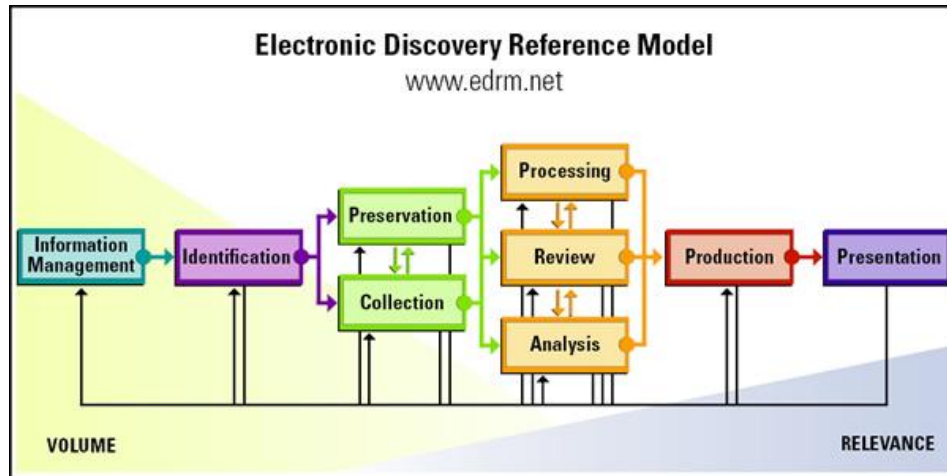 Electronic Discovery Reference Model
www.edrm.net
Processing
Preservation
Information
Management
Identification
Review
Production
Presentation
Collection
Analysis
VOLUME
RELEVANCE